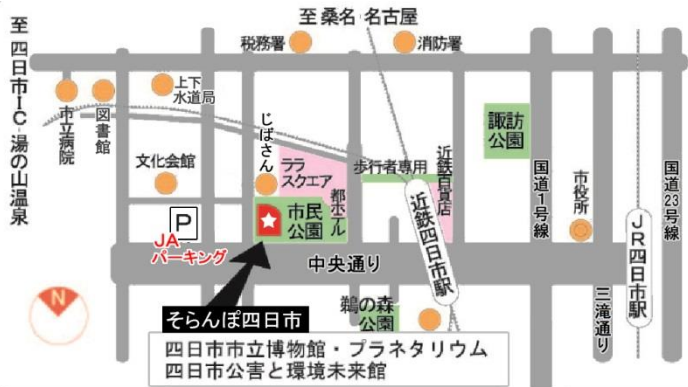 至 桑名 名古屋
税務署
消防署
至 四日市IC・湯の山温泉
市立病院
図書館
上下
水道局
じばさん
文化会館
ララ
スクエア
都ホテル
歩行者専用
近鉄百貨店
諏訪
公園
国道1号線
市役所
国道23号線
P
JA
パーキング
市民
公園
近鉄四日市駅
JR四日市駅
中央通り
三滝通り
N
そらんぽ四日市
鵜の森
公園
四日市市立博物館・プラネタリウム
四日市公害と環境未来館